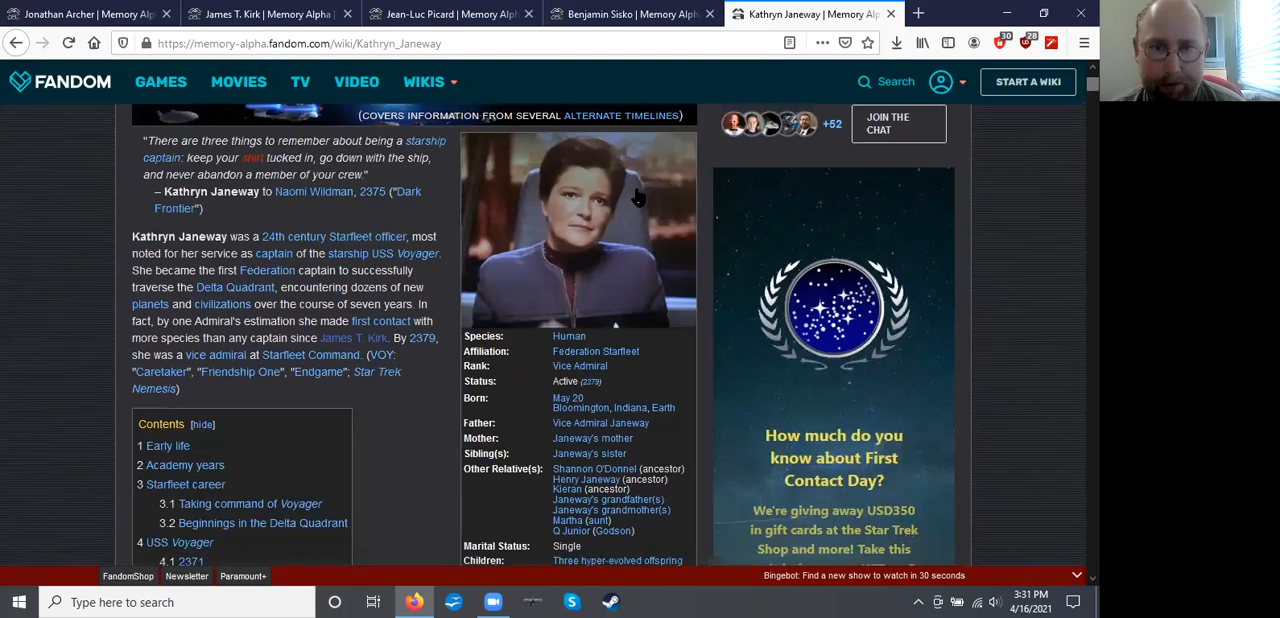 Jonathan Archer | Memory Alpha
James T. Kirk | Memory Alpha |
Jean-Luc Picard | Memory Alph
Benjamin Sisko | Memory Alpha
Kathryn Janeway | Memory Alp
https://memory-alpha.fandom.com/wiki/Kathryn_Janeway
30
28
FANDOM
GAMES
MOVIES
TV
VIDEO
WIKIS
Search
START A WIKI
(COVERS INFORMATION FROM SEVERAL ALTERNATE TIMELINES)
"There are three things to remember about being a starship
captain: keep your shirt tucked in, go down with the ship,
and never abandon a member of your crew."
– Kathryn Janeway to Naomi Wildman, 2375 ("Dark
Frontier")
Kathryn Janeway was a 24th century Starfleet officer, most
noted for her service as captain of the starship USS Voyager.
She became the first Federation captain to successfully
traverse the Delta Quadrant, encountering dozens of new
planets and civilizations over the course of seven years. In
fact, by one Admiral's estimation she made first contact with
more species than any captain since James T. Kirk. By 2379,
she was a vice admiral at Starfleet Command. (VOY:
"Caretaker", "Friendship One", "Endgame"; Star Trek
Nemesis)
Contents [hide]
1 Early life
2 Academy years
3 Starfleet career
3.1 Taking command of Voyager
3.2 Beginnings in the Delta Quadrant
4 USS Voyager
4.1 2371
Species: Human
Affiliation: Federation Starfleet
Rank: Vice Admiral
Status: Active (2379)
Born: May 20
Bloomington, Indiana, Earth
Father: Vice Admiral Janeway
Mother: Janeway's mother
Sibling(s): Janeway's sister
Other Relative(s): Shannon O'Donnel (ancestor)
Henry Janeway (ancestor)
Kieran (ancestor)
Janeway's grandfather(s)
Janeway's grandmother(s)
Martha (aunt)
Q Junior (Godson)
Marital Status: Single
Children: Three hyper-evolved offspring
+52
JOIN THE
CHAT
How much do you
know about First
Contact Day?
We're giving away USD350
in gift cards at the Star Trek
Shop and more! Take this
FandomShop
Newsletter
Paramount+
Bingebot: Find a new show to watch in 30 seconds
Type here to search
3:31 PM
4/16/2021